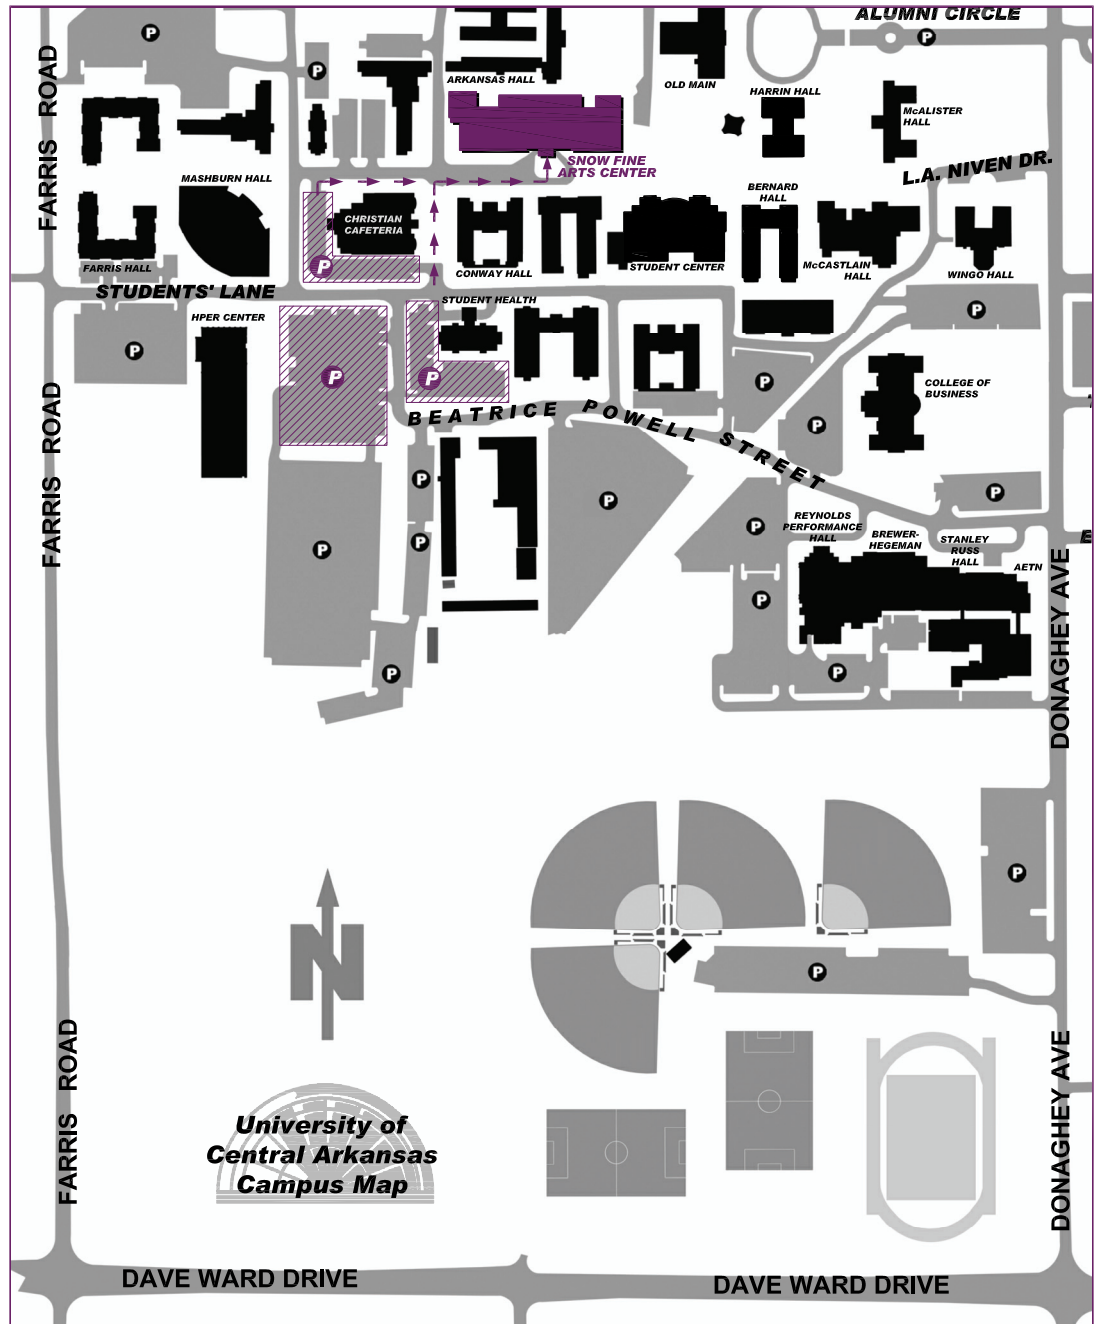 ALUMNI CIRCLE
P
P
P
FARRIS ROAD
ARKANSAS HALL
OLD MAIN
HARRIN HALL
McALISTER
HALL
SNOW FINE
ARTS CENTER
L.A. NIVEN DR.
MASHBURN HALL
BERNARD
HALL
CHRISTIAN
CAFETERIA
FARRIS HALL
P
CONWAY HALL
STUDENT CENTER
McCASTLAIN
HALL
WINGO HALL
STUDENTS' LANE
STUDENT HEALTH
HPER CENTER
P
P
P
P
P
COLLEGE OF
BUSINESS
FARRIS ROAD
BEATRICE POWELL STREET
P
P
P
P
REYNOLDS
PERFORMANCE
HALL
BREWER-
HEGEMAN
STANLEY
RUSS
HALL
AETN
E
P
P
P
P
P
P
DONAGHEY AVE
P
P
N
P
FARRIS ROAD
DONAGHEY AVE
University of
Central Arkansas
Campus Map
DAVE WARD DRIVE
DAVE WARD DRIVE